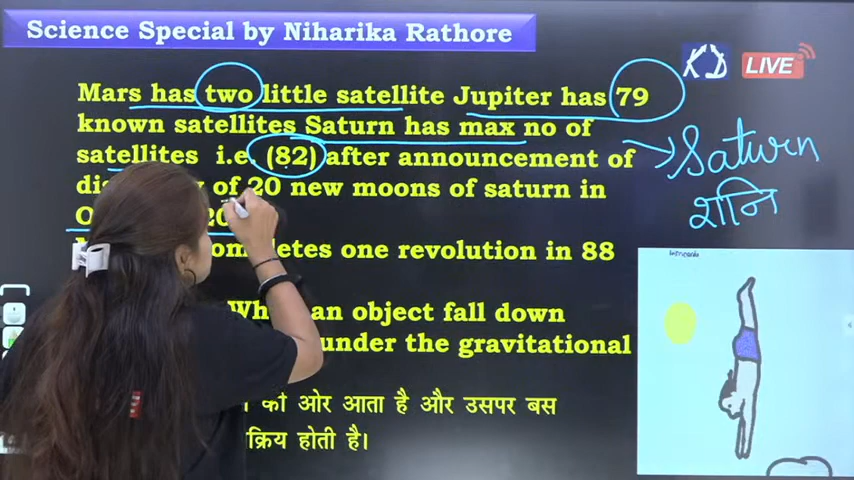 Science Special by Niharika Rathore
KD LIVE
Mars has two little satellite Jupiter has 79
known satellites Saturn has max no of
satellites i.e. (82) after announcement of
of 20 new moons of saturn in
one revolution in 88
an object fall down
under the gravitational
की ओर आता है और उसपर बस
होती है।
Saturn
शनि